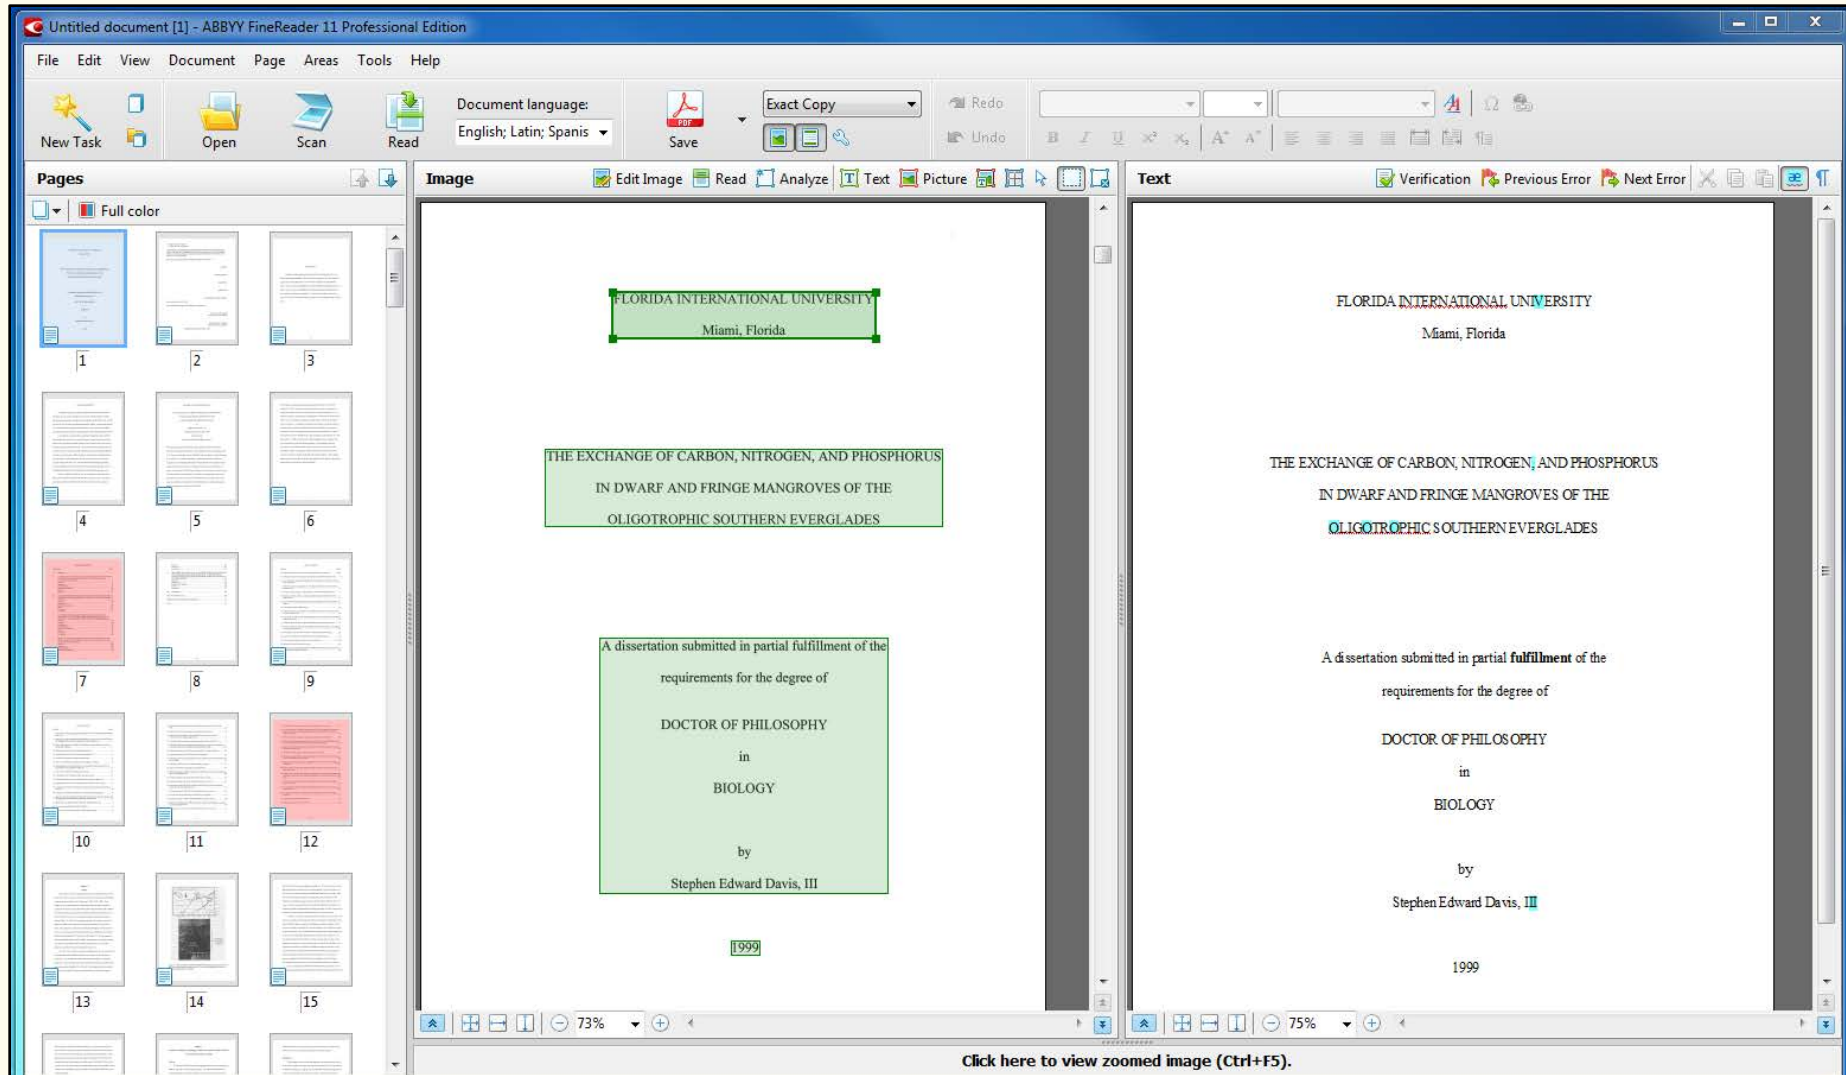 Untitled document [1] - ABBYY FineReader 11 Professional Edition
File Edit View Document Page Areas Tools Help
New Task
Open
Scan
Read
Document language:
English; Latin; Spanis
PDF
Save
Exact Copy
Redo
Undo
Pages
Full color
1
2
3
4
5
6
7
8
9
10
11
12
13
14
15
Image Edit Image Read Analyze Text Picture
FLORIDA INTERNATIONAL UNIVERSITY
Miami, Florida
THE EXCHANGE OF CARBON, NITROGEN, AND PHOSPHORUS
IN DWARF AND FRINGE MANGROVES OF THE
OLIGOTROPHIC SOUTHERN EVERGLADES
A dissertation submitted in partial fulfillment of the
requirements for the degree of
DOCTOR OF PHILOSOPHY
in
BIOLOGY
by
Stephen Edward Davis, III
1999
73%
Text Verification Previous Error Next Error
FLORIDA INTERNATIONAL UNIVERSITY
Miami, Florida
THE EXCHANGE OF CARBON, NITROGEN, AND PHOSPHORUS
IN DWARF AND FRINGE MANGROVES OF THE
OLIGOTROPHIC SOUTHERN EVERGLADES
A dissertation submitted in partial fulfillment of the
requirements for the degree of
DOCTOR OF PHILOSOPHY
in
BIOLOGY
by
Stephen Edward Davis, III
1999
75%
Click here to view zoomed image (Ctrl+F5).